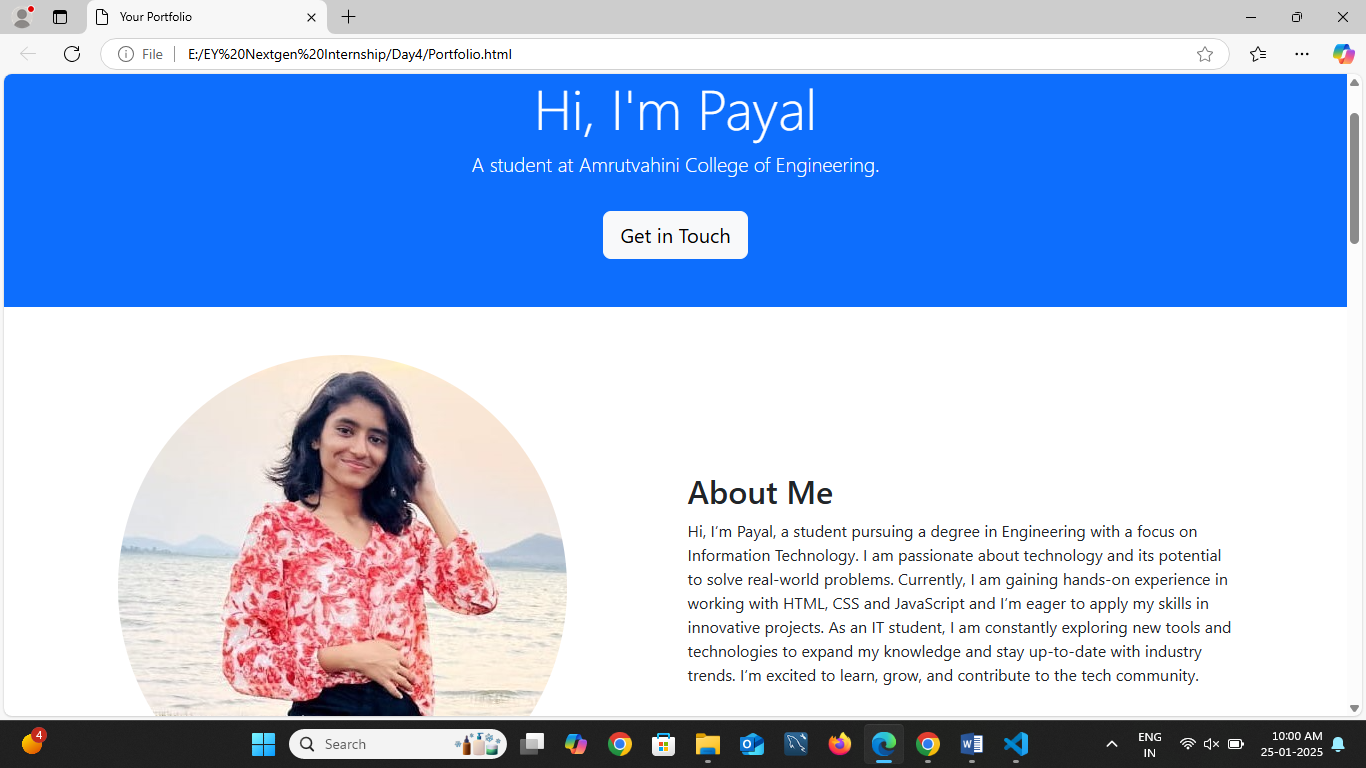 Your Portfolio
File
E:/EY%20Nextgen%20Internship/Day4/Portfolio.html
Hi, I'm Payal
A student at Amrutvahini College of Engineering.
Get in Touch
About Me
Hi, I’m Payal, a student pursuing a degree in Engineering with a focus on
Information Technology. I am passionate about technology and its potential
to solve real-world problems. Currently, I am gaining hands-on experience in
working with HTML, CSS and JavaScript and I’m eager to apply my skills in
innovative projects. As an IT student, I am constantly exploring new tools and
technologies to expand my knowledge and stay up-to-date with industry
trends. I’m excited to learn, grow, and contribute to the tech community.
4
Search
ENG
IN
10:00 AM
25-01-2025